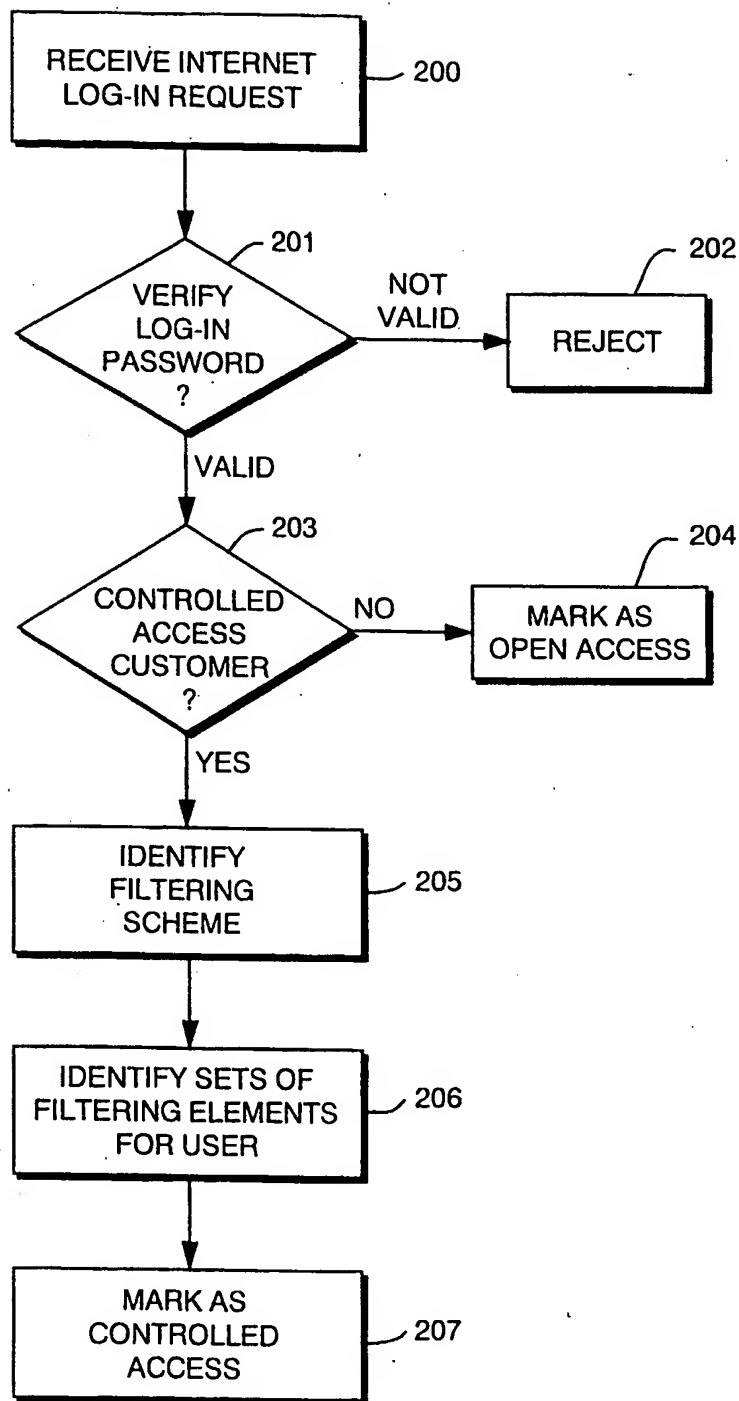 RECEIVE INTERNET
LOG-IN REQUEST
200
201
VERIFY
LOG-IN
PASSWORD
?
NOT
VALID
202
REJECT
VALID
203
CONTROLLED
ACCESS
CUSTOMER
?
NO
204
MARK AS
OPEN ACCESS
YES
IDENTIFY
FILTERING
SCHEME
205
IDENTIFY SETS OF
FILTERING ELEMENTS
FOR USER
206
MARK AS
CONTROLLED
ACCESS
207